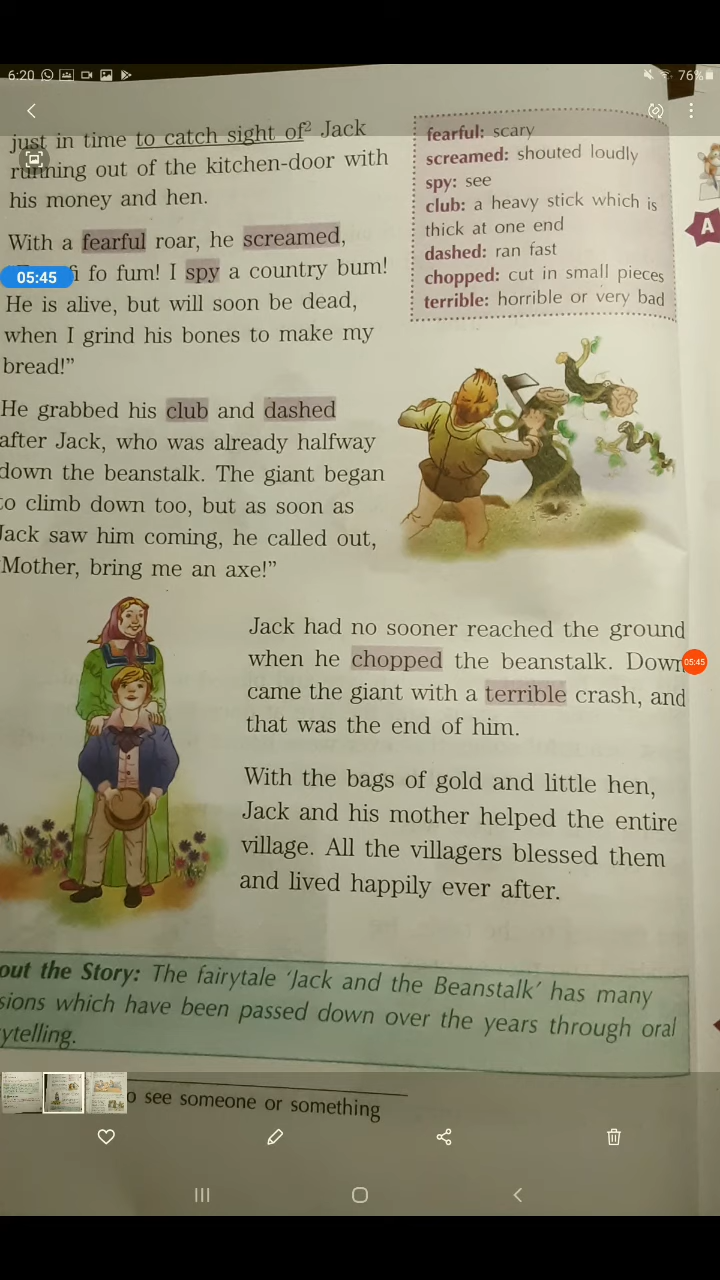 6:20
76%
just in time to catch sight of² Jack
running out of the kitchen-door with
his money and hen.
With a fearful roar, he screamed,
fi fo fum! I spy a country bum!
He is alive, but will soon be dead,
when I grind his bones to make my
bread!”
He grabbed his club and dashed
after Jack, who was already halfway
down the beanstalk. The giant began
to climb down too, but as soon as
Jack saw him coming, he called out,
“Mother, bring me an axe!”
fearful: scary
screamed: shouted loudly
spy: see
club: a heavy stick which is
thick at one end
dashed: ran fast
chopped: cut in small pieces
terrible: horrible or very bad
A
05:45
Jack had no sooner reached the ground
when he chopped the beanstalk. Down
05:45
came the giant with a terrible crash, and
that was the end of him.
With the bags of gold and little hen,
Jack and his mother helped the entire
village. All the villagers blessed them
and lived happily ever after.
out the Story: The fairytale ‘Jack and the Beanstalk’ has many
sions which have been passed down over the years through oral
ytelling.
o see someone or something